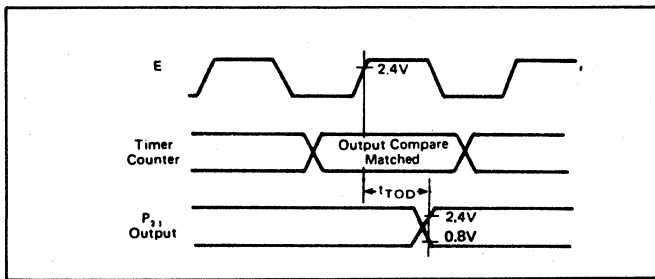 E
2.4V
Timer
Counter
Output Compare
Matched
tTOD
P21
Output
2.4V
0.8V